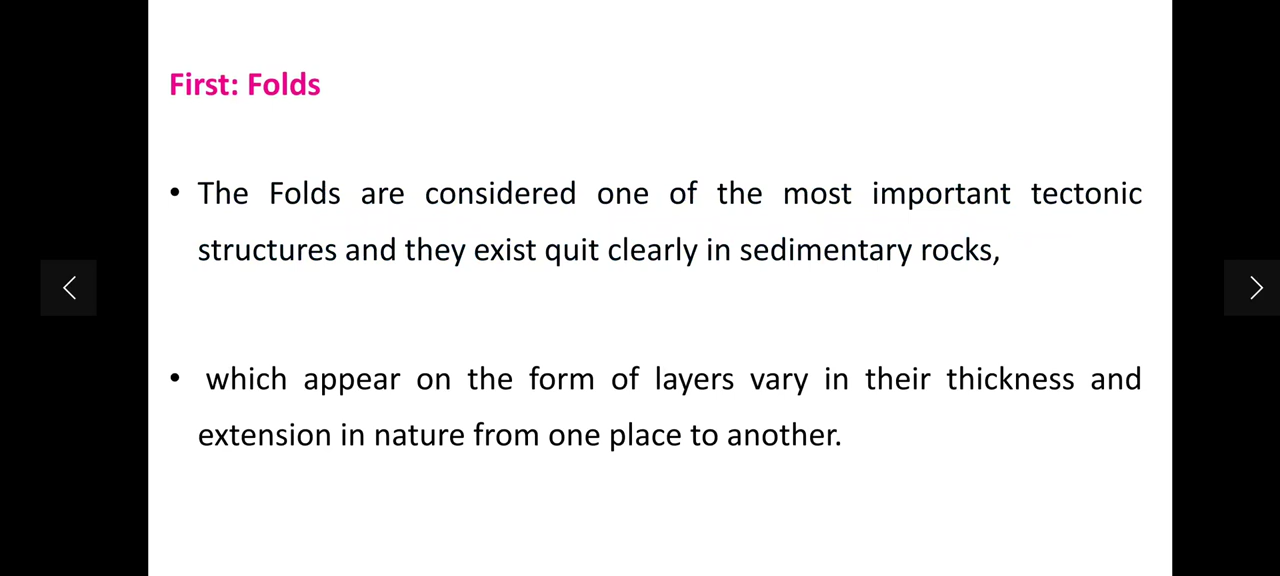 First: Folds
• The Folds are considered one of the most important tectonic
structures and they exist quit clearly in sedimentary rocks,
• which appear on the form of layers vary in their thickness and
extension in nature from one place to another.